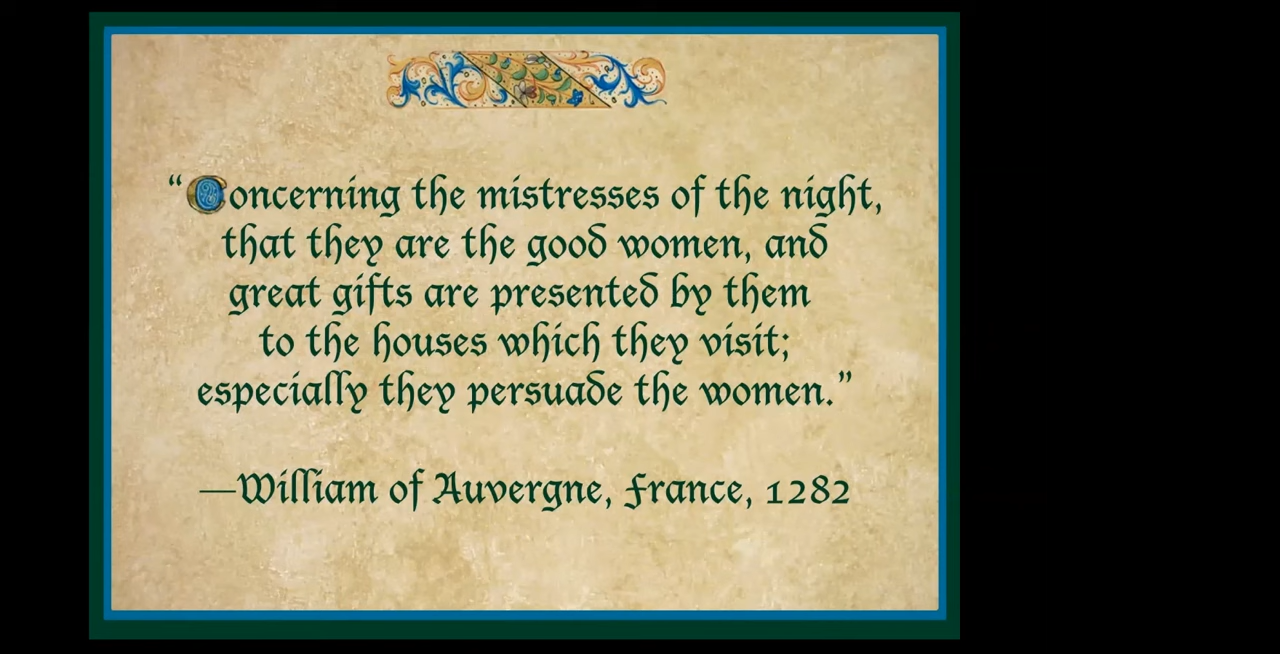 “Concerning the mistresses of the night,
that they are the good women, and
great gifts are presented by them
to the houses which they visit;
especially they persuade the women.”
—William of Auvergne, France, 1282